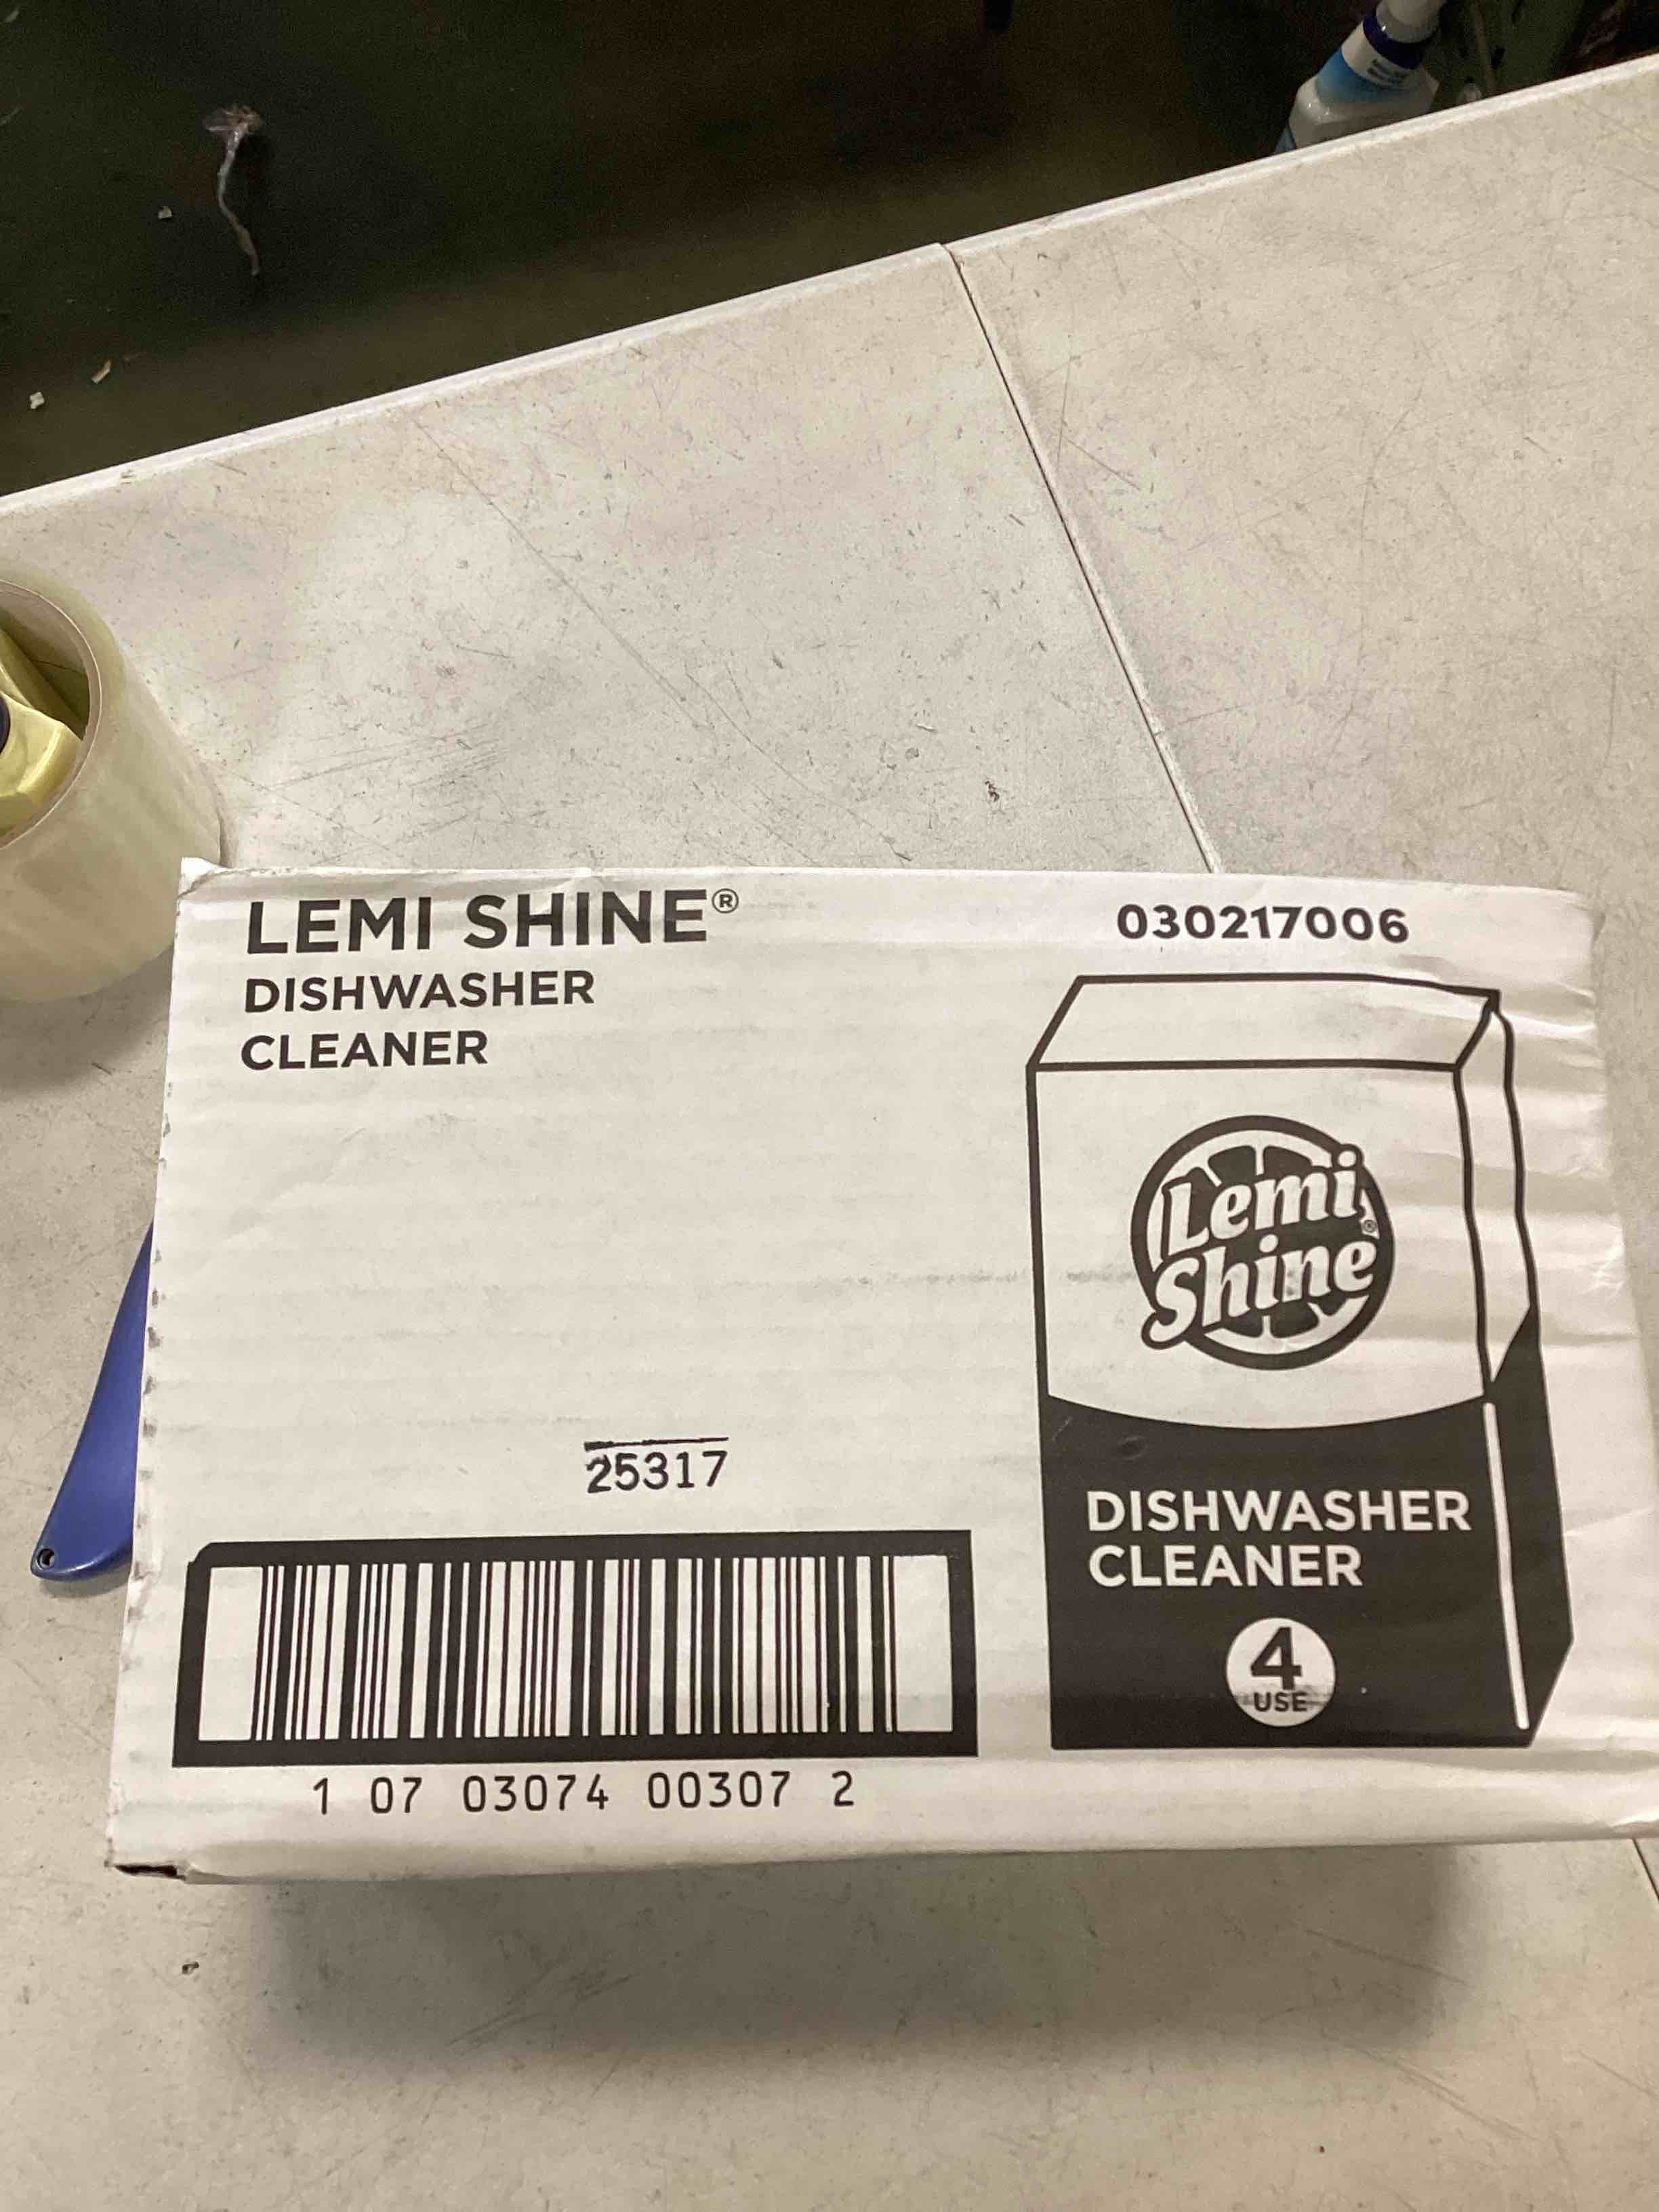 LEMI SHINE®
DISHWASHER
CLEANER
030217006
Lemi
Shine®
DISHWASHER
CLEANER
4
USE
25317
1 07 03074 00307 2